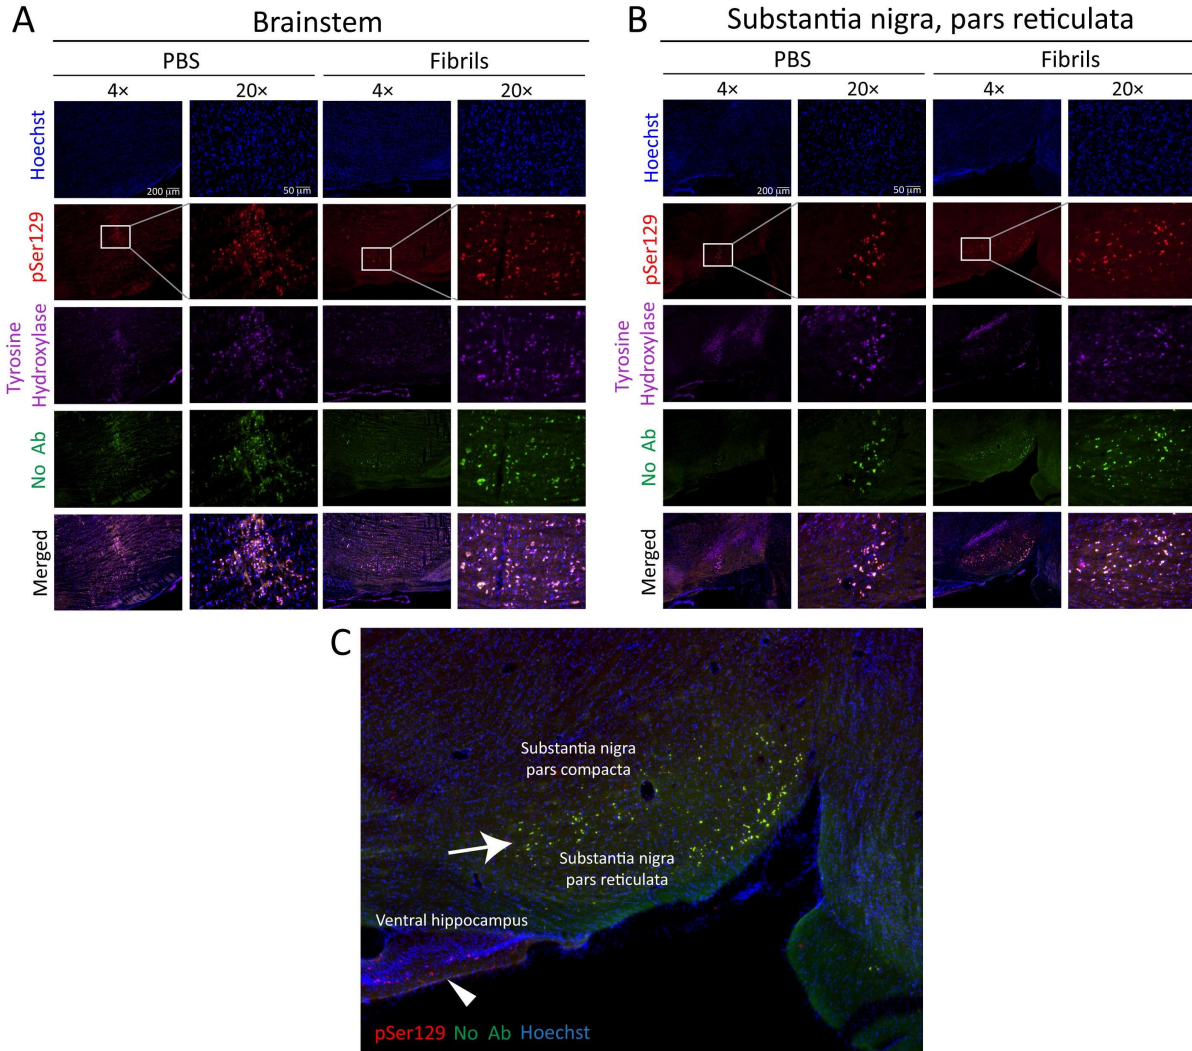 A
Brainstem
PBS
Fibrils
4×
20×
4×
20×
Hoechst
200 µm
50 µm
pSer129
Tyrosine
Hydroxylase
No Ab
Merged
B
Substantia nigra, pars reticulata
PBS
Fibrils
4×
20×
4×
20×
Hoechst
200 µm
50 µm
pSer129
Tyrosine
Hydroxylase
No Ab
Merged
C
Substantia nigra
pars compacta
Substantia nigra
pars reticulata
Ventral hippocampus
pSer129 No Ab Hoechst